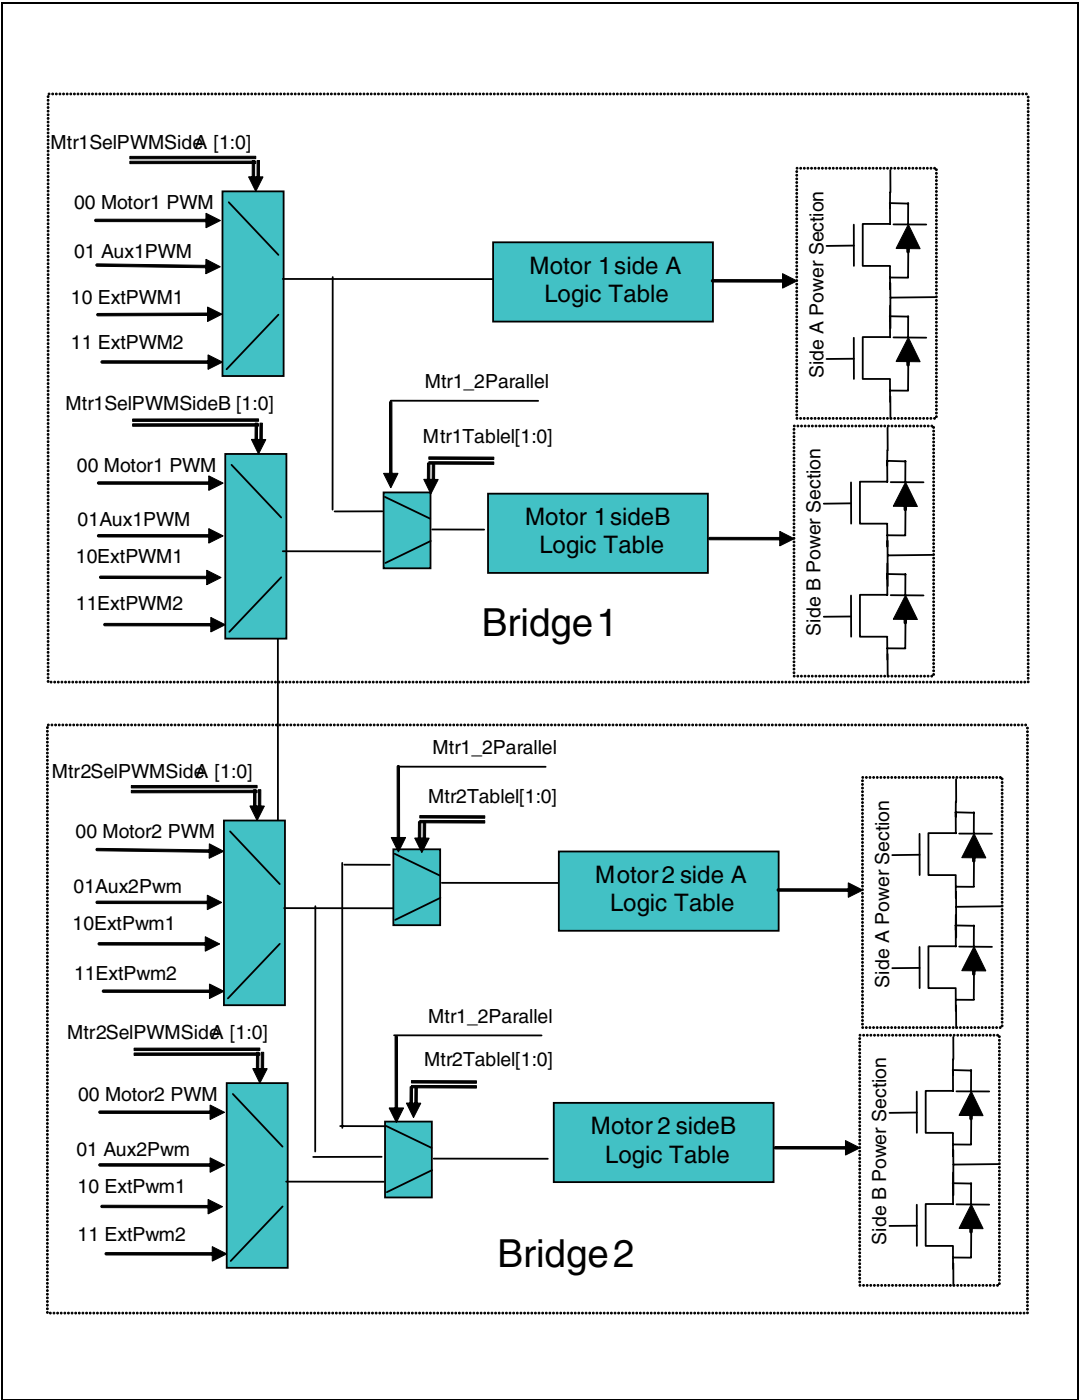 Mtr1SelPWMSideA [1:0]
00 Motor1 PWM
01 Aux1PWM
10 ExtPWM1
11 ExtPWM2
Motor 1 side A
Logic Table
Side A Power Section
Mtr1SelPWMSideB [1:0]
00 Motor1 PWM
01Aux1PWM
10ExtPWM1
11ExtPWM2
Mtr1_2Parallel
Mtr1TableI[1:0]
Motor 1 sideB
Logic Table
Side B Power Section
Bridge 1
Mtr2SelPWMSideA [1:0]
00 Motor2 PWM
01Aux2Pwm
10ExtPwm1
11ExtPwm2
Mtr1_2Parallel
Mtr2TableI[1:0]
Motor 2 side A
Logic Table
Side A Power Section
Mtr2SelPWMSideA [1:0]
00 Motor2 PWM
01 Aux2Pwm
10 ExtPwm1
11 ExtPwm2
Mtr1_2Parallel
Mtr2TableI[1:0]
Motor 2 sideB
Logic Table
Side B Power Section
Bridge 2